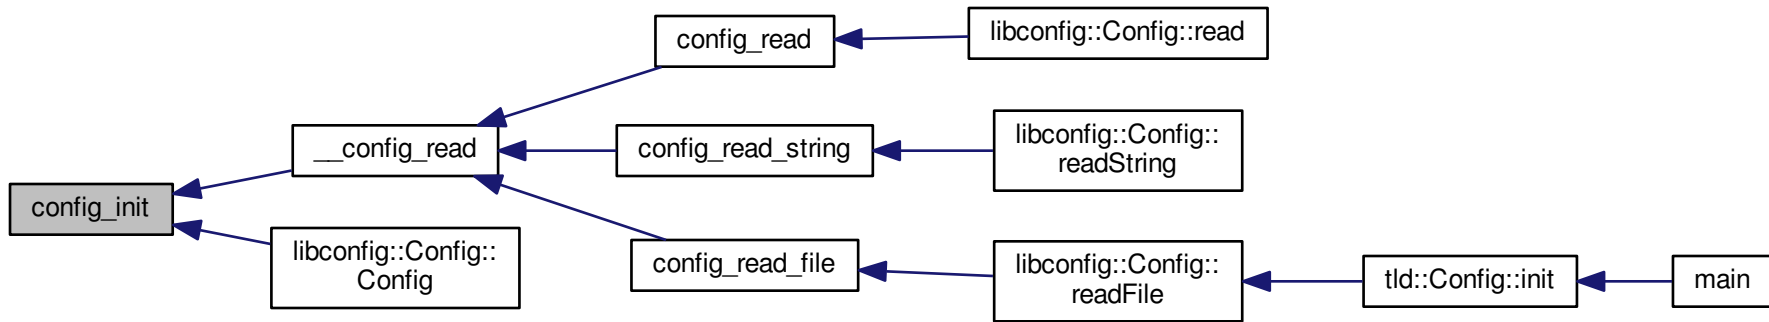 config_read
libconfig::Config::read
__config_read
config_read_string
libconfig::Config::
readString
config_init
libconfig::Config::
Config
config_read_file
libconfig::Config::
readFile
tld::Config::init
main